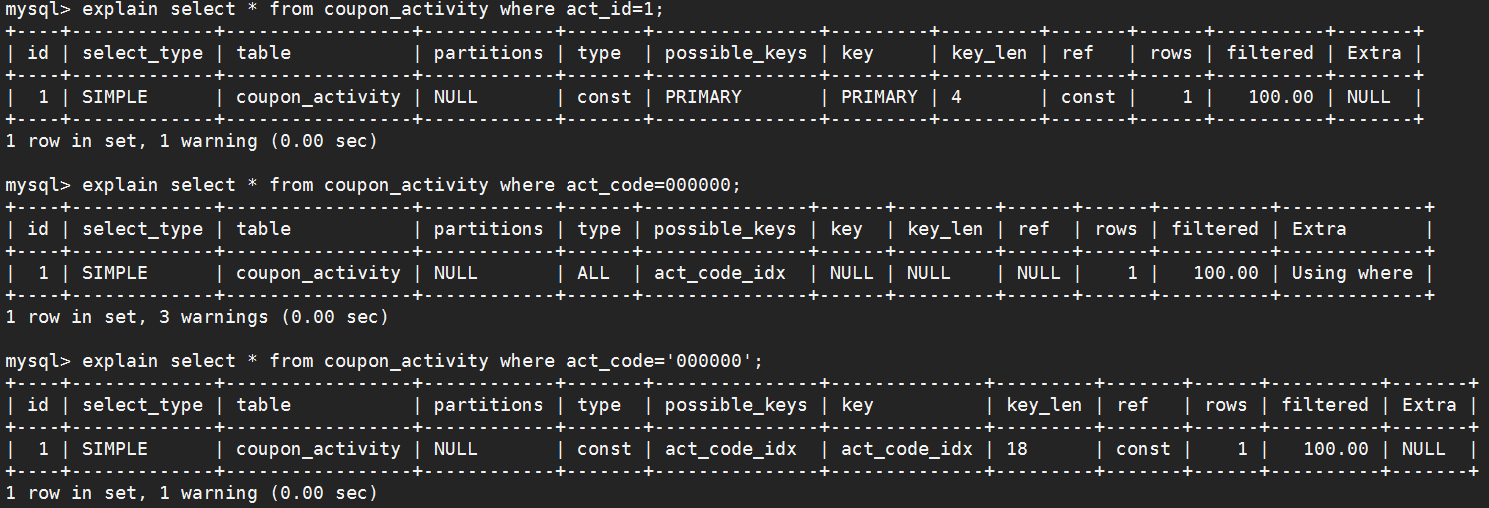 mysql> explain select * from coupon_activity where act_id=1;
+----+-------------+-----------------+------------+-------+---------------+---------+---------+-------+------+----------+-------+
| id | select_type | table           | partitions | type  | possible_keys | key     | key_len | ref   | rows | filtered | Extra |
+----+-------------+-----------------+------------+-------+---------------+---------+---------+-------+------+----------+-------+
|  1 | SIMPLE      | coupon_activity | NULL       | const | PRIMARY       | PRIMARY | 4       | const |    1 |   100.00 | NULL  |
+----+-------------+-----------------+------------+-------+---------------+---------+---------+-------+------+----------+-------+
1 row in set, 1 warning (0.00 sec)

mysql> explain select * from coupon_activity where act_code=000000;
+----+-------------+-----------------+------------+------+---------------+------+---------+------+------+----------+-------------+
| id | select_type | table           | partitions | type | possible_keys | key  | key_len | ref  | rows | filtered | Extra       |
+----+-------------+-----------------+------------+------+---------------+------+---------+------+------+----------+-------------+
|  1 | SIMPLE      | coupon_activity | NULL       | ALL  | act_code_idx  | NULL | NULL    | NULL |    1 |   100.00 | Using where |
+----+-------------+-----------------+------------+------+---------------+------+---------+------+------+----------+-------------+
1 row in set, 3 warnings (0.00 sec)

mysql> explain select * from coupon_activity where act_code='000000';
+----+-------------+-----------------+------------+-------+---------------+--------------+---------+-------+------+----------+-------+
| id | select_type | table           | partitions | type  | possible_keys | key          | key_len | ref   | rows | filtered | Extra |
+----+-------------+-----------------+------------+-------+---------------+--------------+---------+-------+------+----------+-------+
|  1 | SIMPLE      | coupon_activity | NULL       | const | act_code_idx  | act_code_idx | 18      | const |    1 |   100.00 | NULL  |
+----+-------------+-----------------+------------+-------+---------------+--------------+---------+-------+------+----------+-------+
1 row in set, 1 warning (0.00 sec)